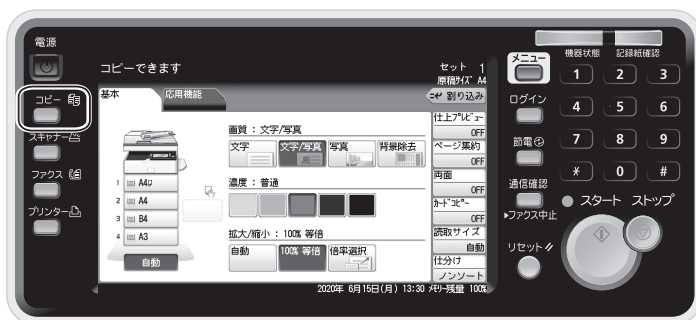 電源
コピー
スキャナー
ファクス
プリンター
コピーできます
セット 1
原稿ｻｲｽﾞ A4
基本
応用機能
割り込み
画質 : 文字/写真
文字
文字/写真
写真
背景除去
濃度 : 普通
拡大/縮小 : 100% 等倍
自動
100% 等倍
倍率選択
1 A4
2 A4
3 B4
4 A3
自動
仕上ﾌﾟﾚﾋﾞｭｰ
OFF
ページ集約
OFF
両面
OFF
ｶｰﾄﾞｺﾋﾟｰ
OFF
読取サイズ
自動
仕分け
ノンソート
2020年 6月15日(月) 13:30 ﾒﾓﾘｰ残量 100%
メニュー
ログイン
節電
通信確認
▶ファクス中止
リセット
機器状態
記録紙確認
1 2 3
4 5 6
7 8 9
* 0 #
スタート
ストップ